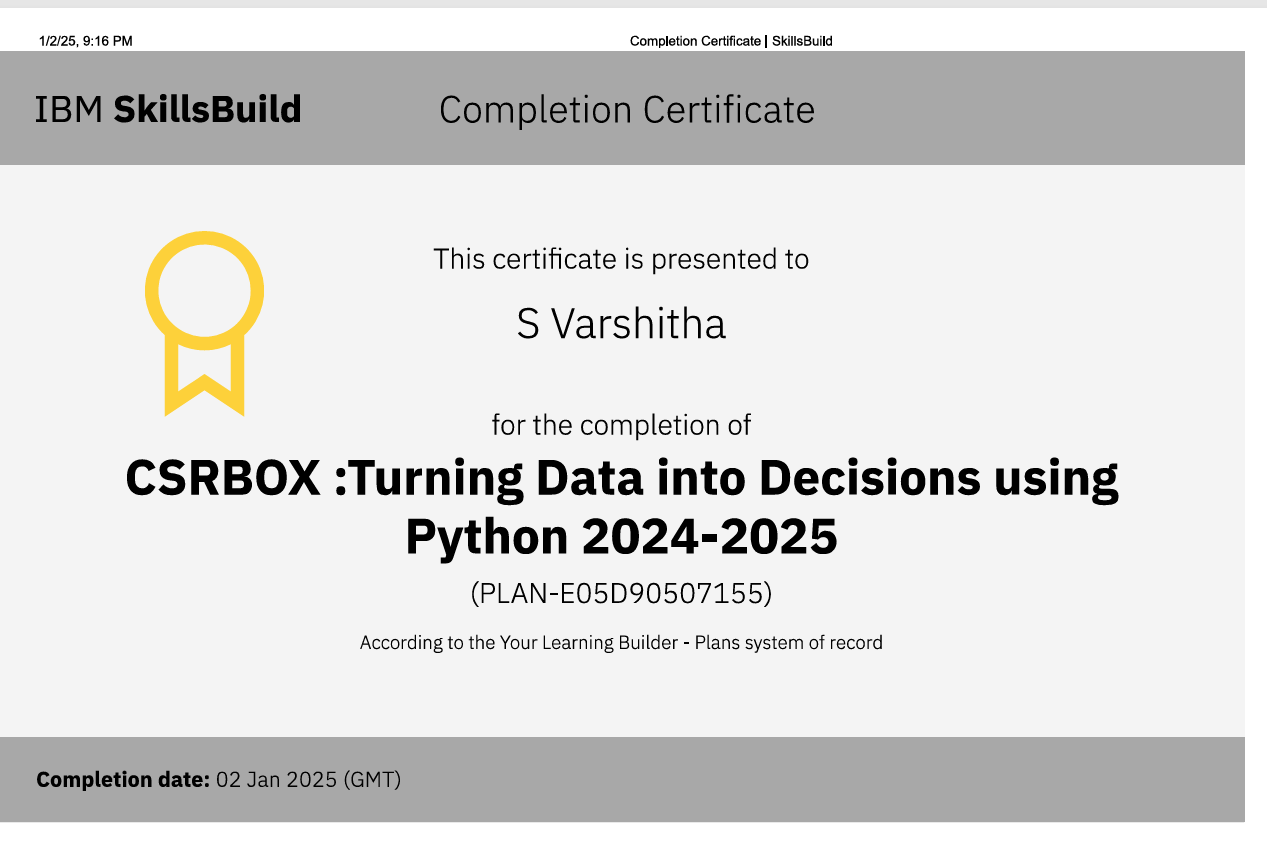 1/2/25, 9:16 PM Completion Certificate | SkillsBuild
IBM SkillsBuild Completion Certificate
This certificate is presented to
S Varshitha
for the completion of
CSRBOX :Turning Data into Decisions using
Python 2024-2025
(PLAN-E05D90507155)
According to the Your Learning Builder - Plans system of record
Completion date: 02 Jan 2025 (GMT)